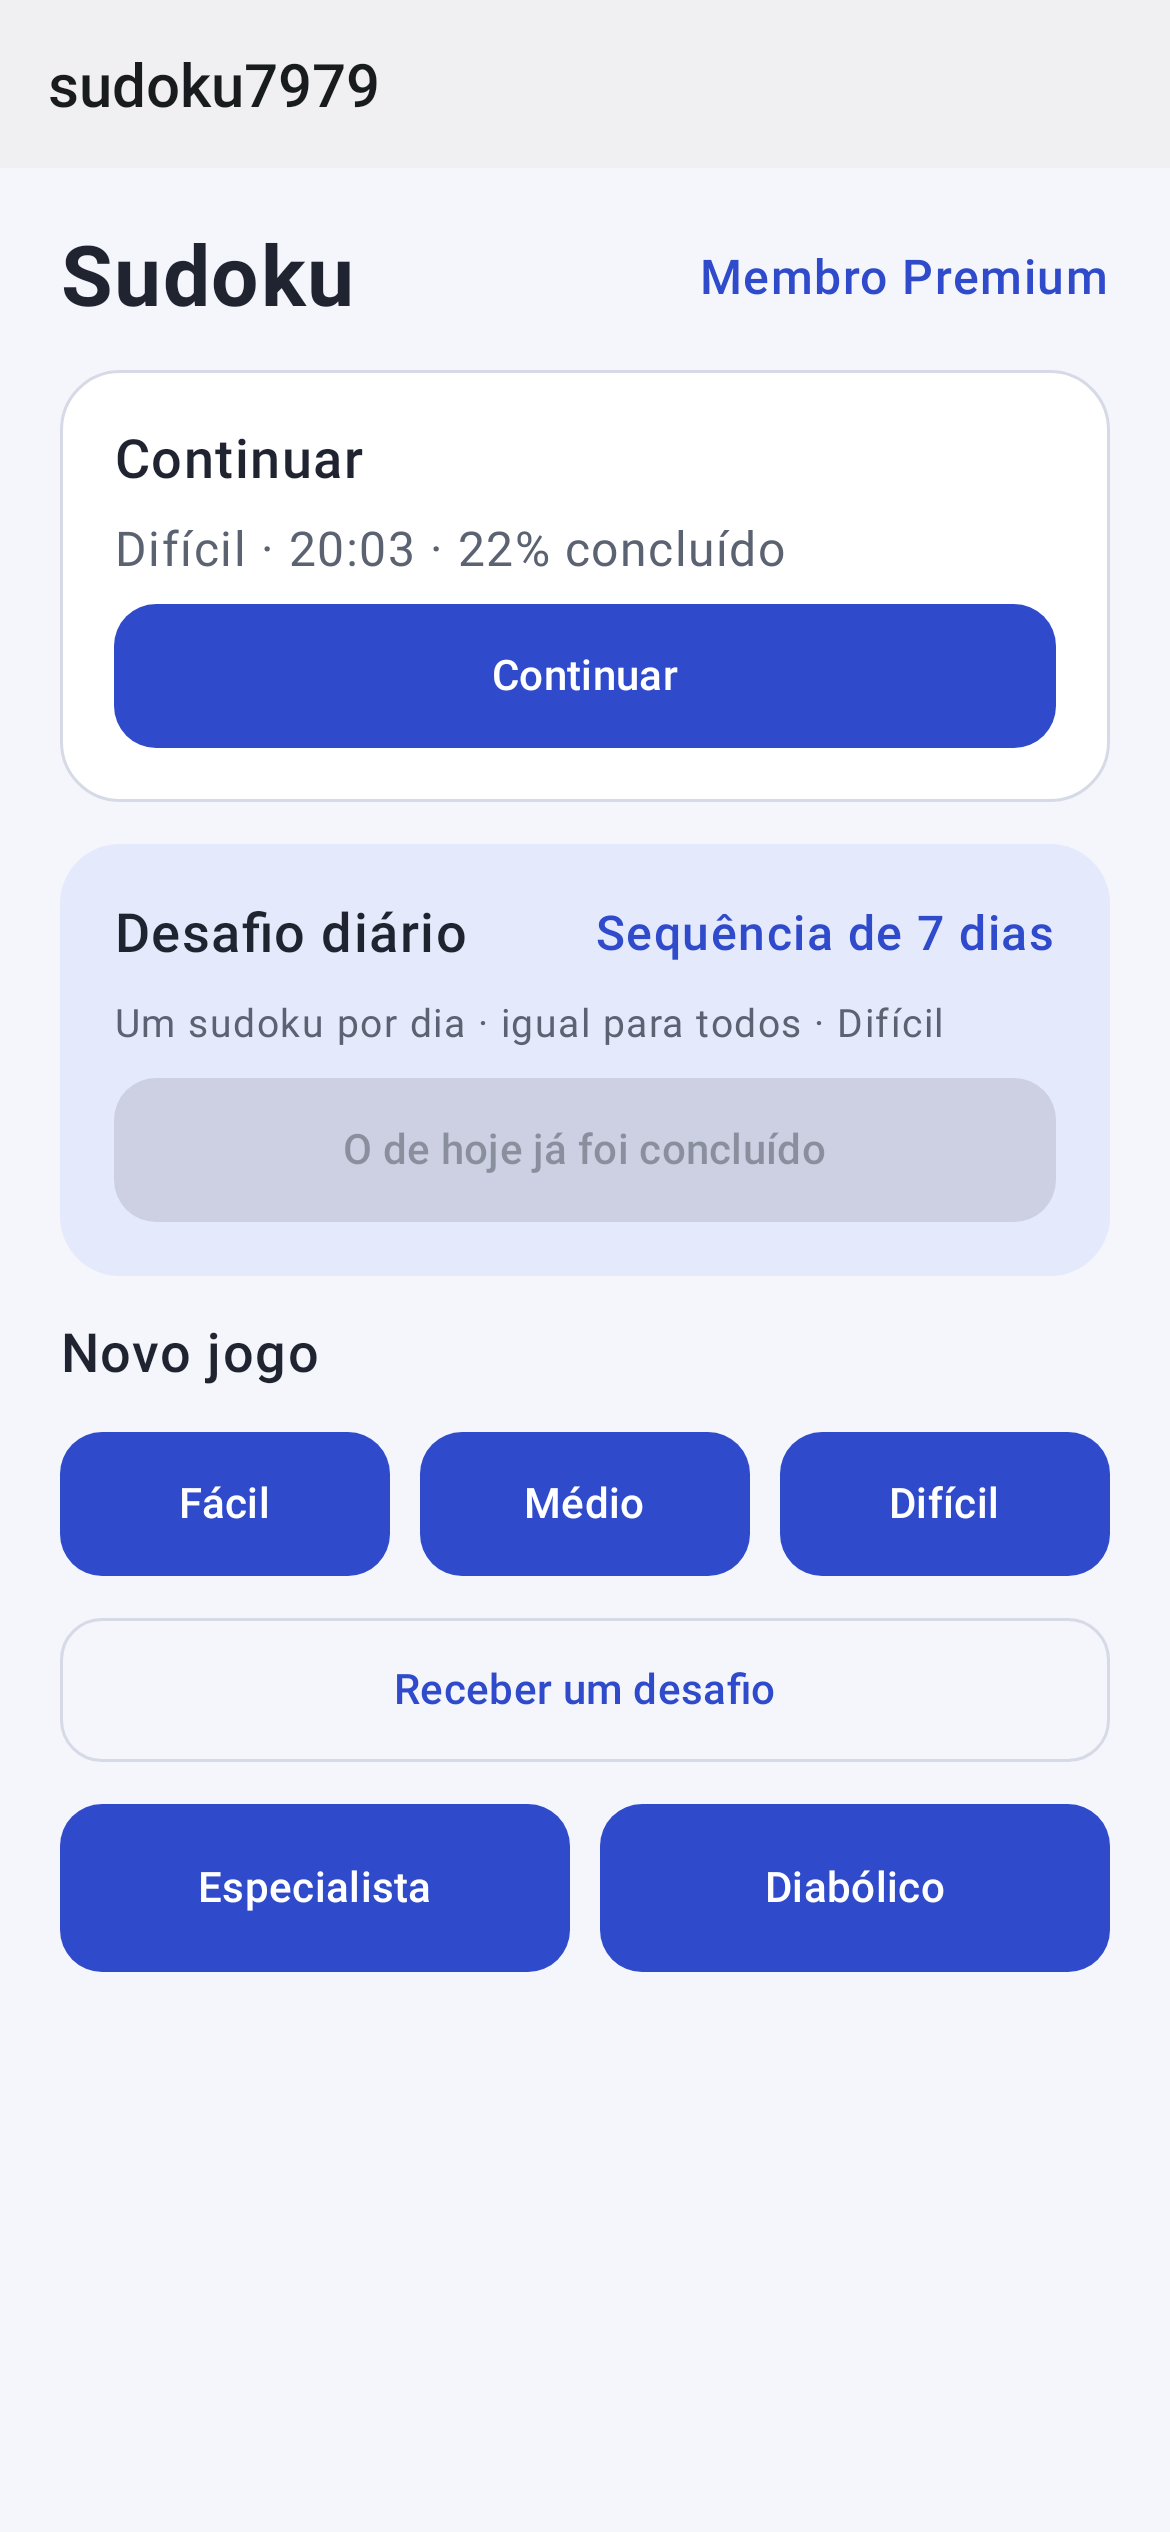 sudoku7979
Sudoku
Membro Premium
Continuar
Difícil · 20:03 · 22% concluído
Continuar
Desafio diário
Sequência de 7 dias
Um sudoku por dia · igual para todos · Difícil
O de hoje já foi concluído
Novo jogo
Fácil
Médio
Difícil
Receber um desafio
Especialista
Diabólico